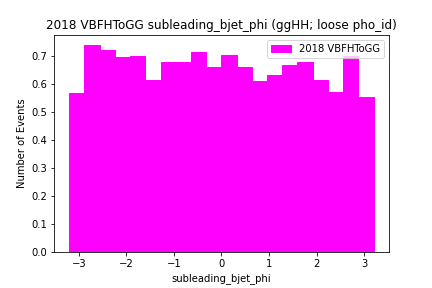 2018 VBFHToGG subleading_bjet_phi (ggHH; loose pho_id)
2018 VBFHToGG
Number of Events
0.7
0.6
0.5
0.4
0.3
0.2
0.1
0.0
−3 −2 −1 0 1 2 3
subleading_bjet_phi